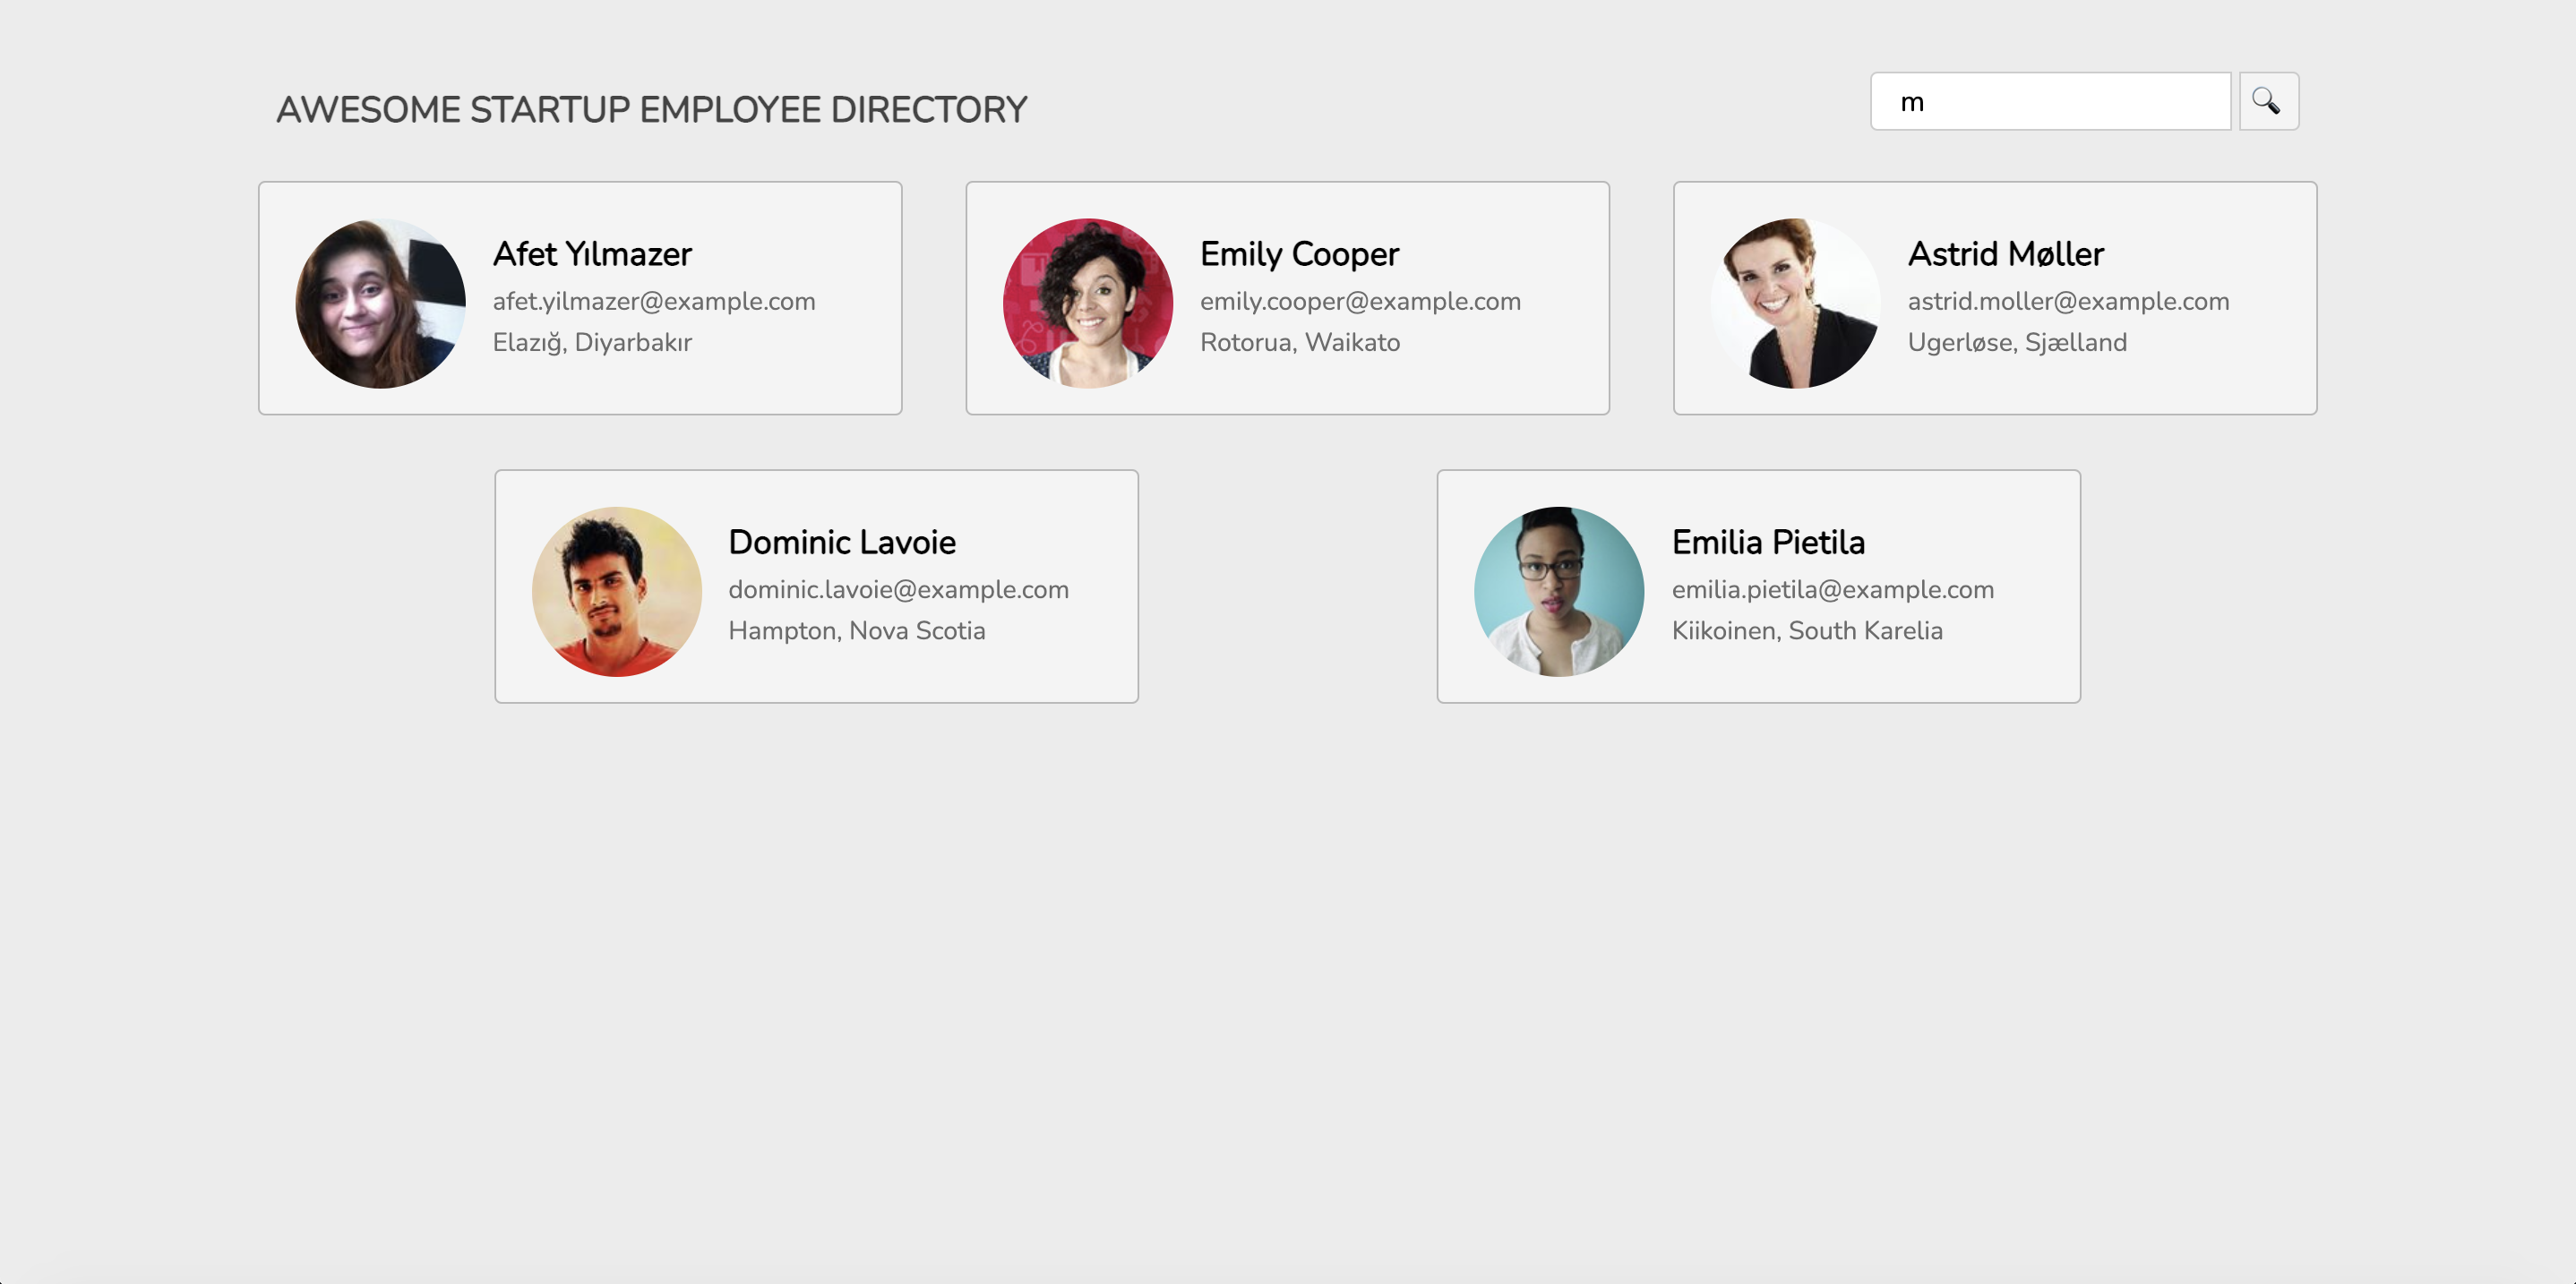 AWESOME STARTUP EMPLOYEE DIRECTORY
m
Afet Yılmazer
afet.yilmazer@example.com
Elazığ, Diyarbakır
Emily Cooper
emily.cooper@example.com
Rotorua, Waikato
Astrid Møller
astrid.moller@example.com
Ugerløse, Sjælland
Dominic Lavoie
dominic.lavoie@example.com
Hampton, Nova Scotia
Emilia Pietila
emilia.pietila@example.com
Kiikoinen, South Karelia